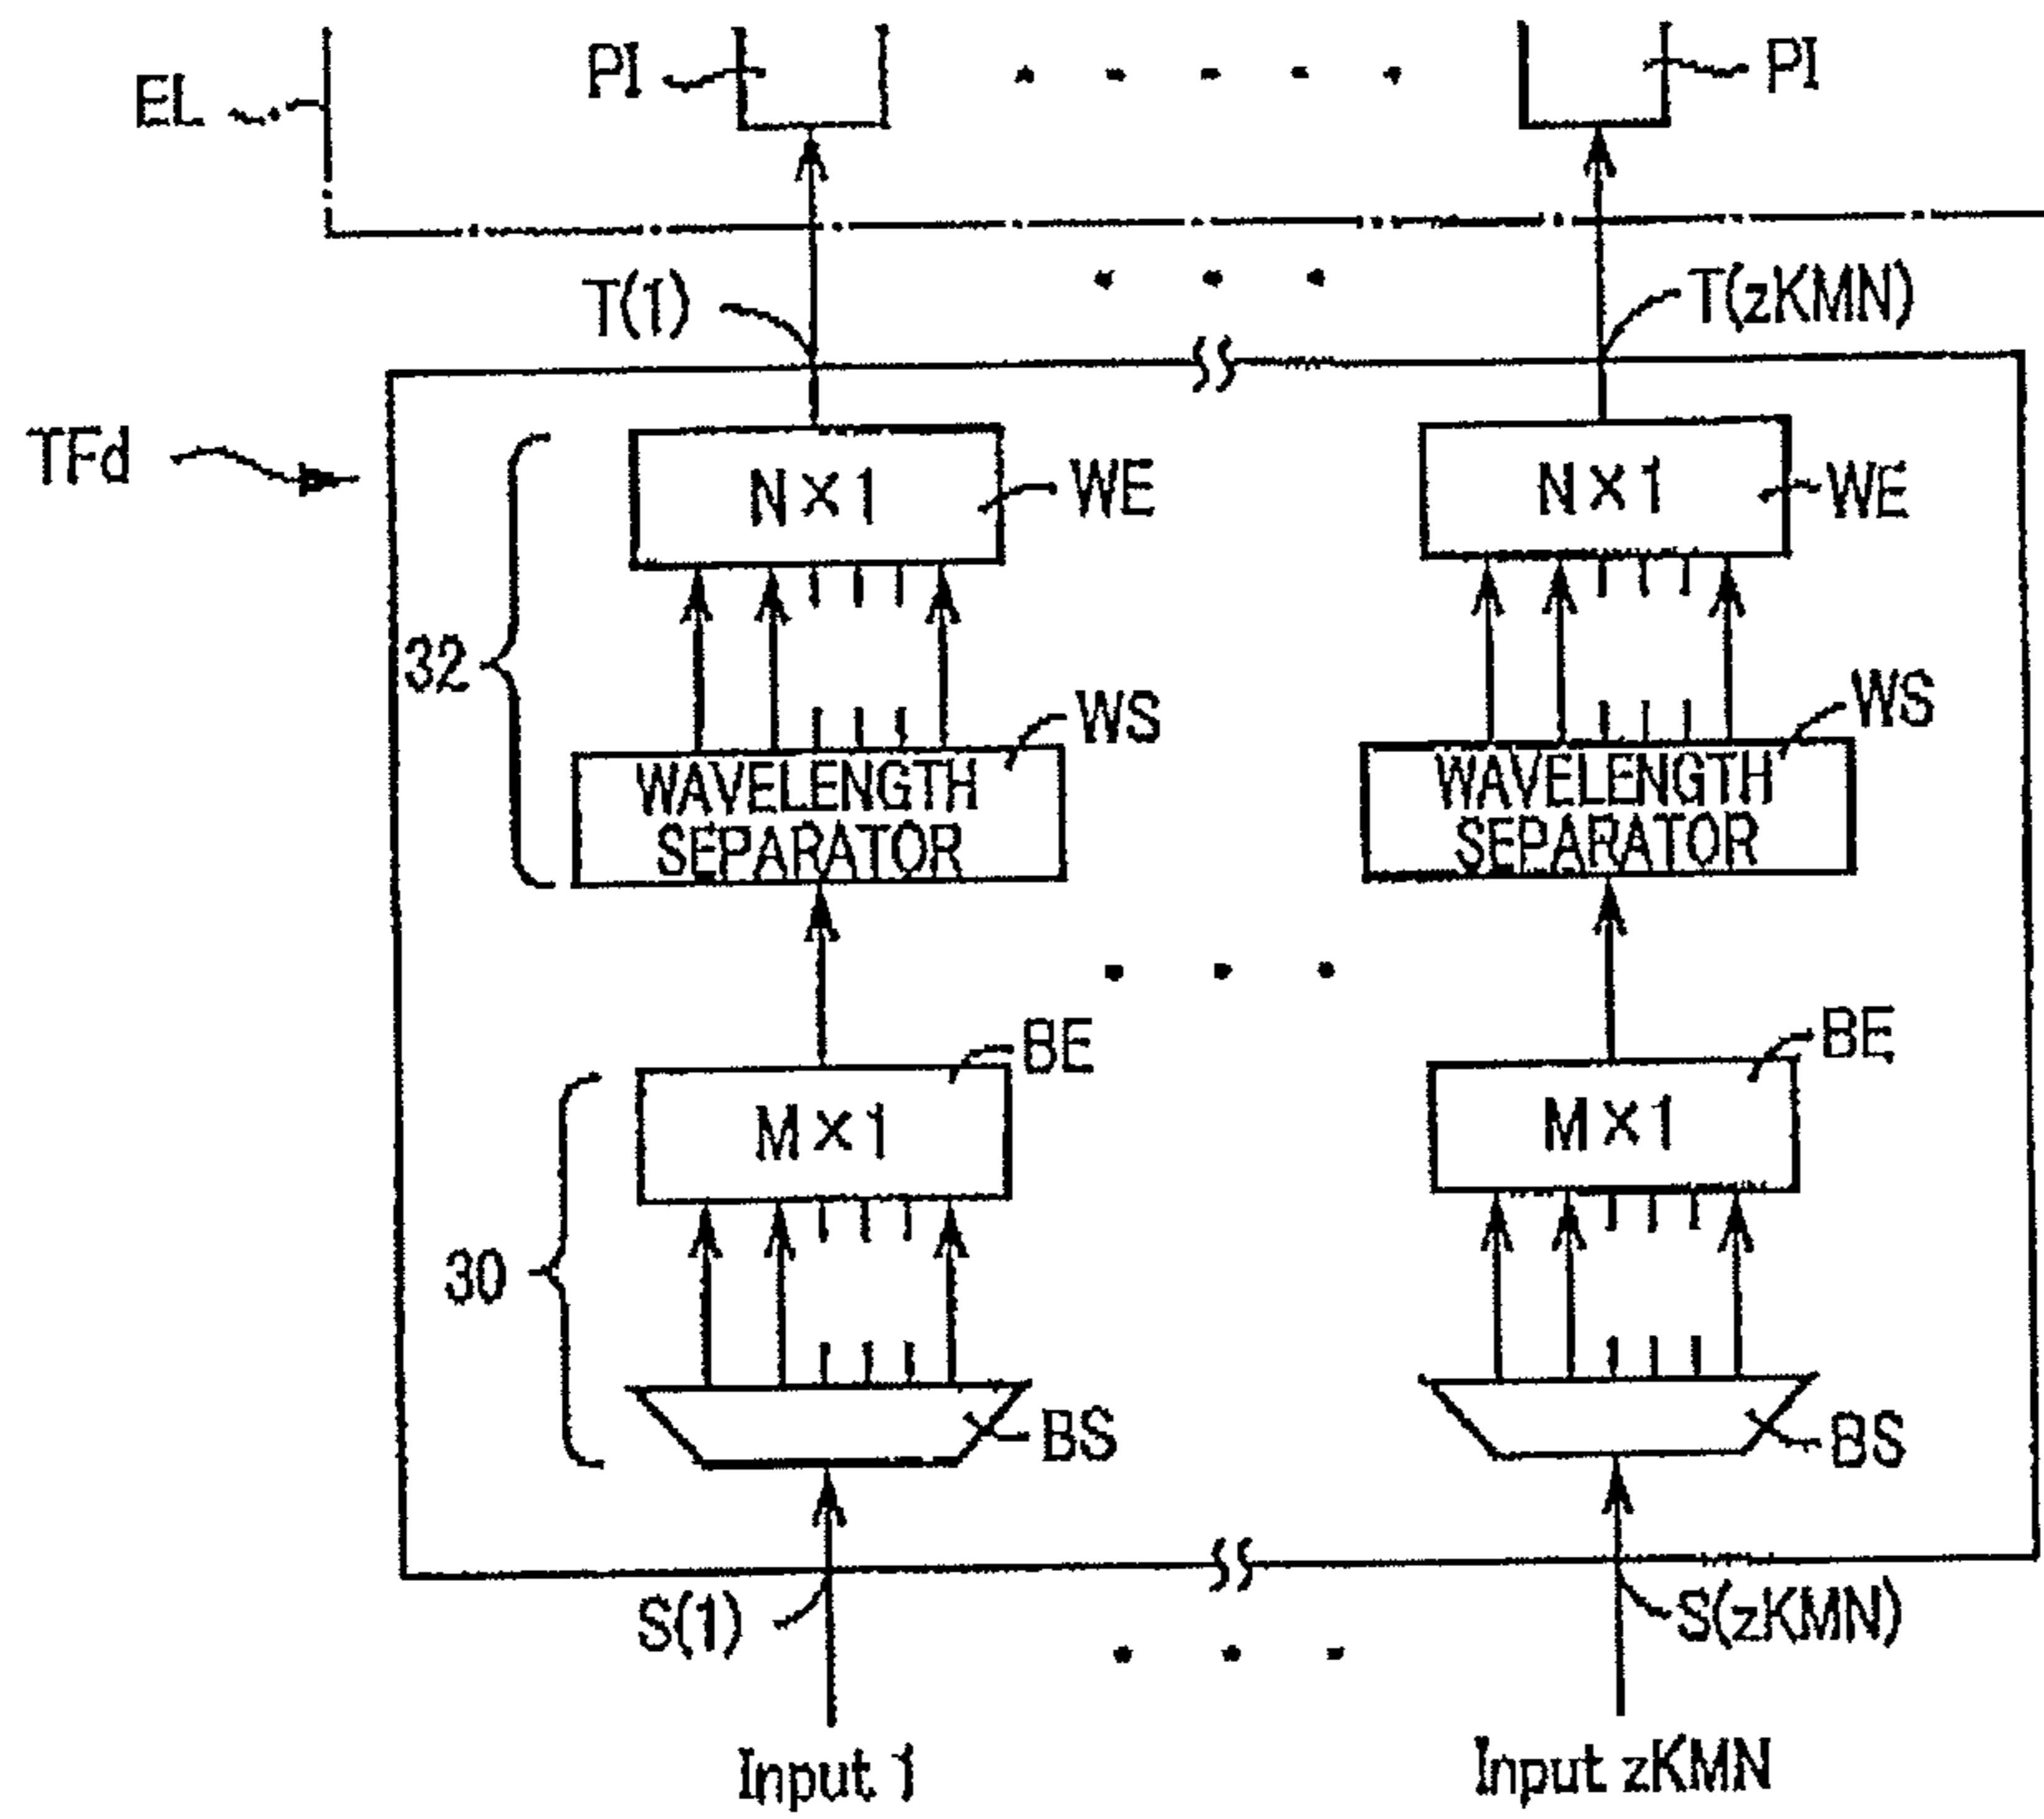 EL
PI
PI
T(1)
T(zKMN)
TFd
N×1
WE
N×1
WE
32
WS
WS
WAVELENGTH
SEPARATOR
WAVELENGTH
SEPARATOR
BE
BE
M×1
M×1
30
BS
BS
S(1)
S(zKMN)
Input 1
Input zKMN